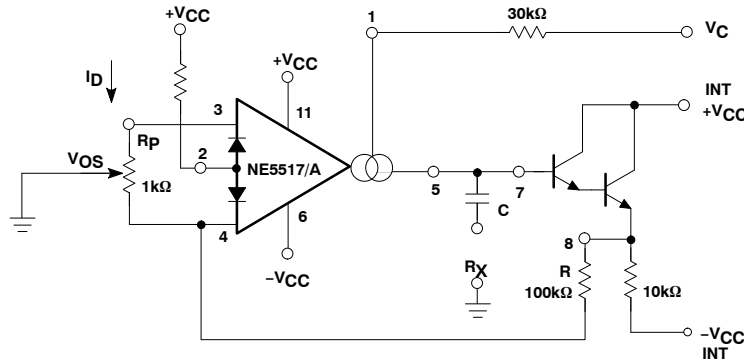 +VCC
1
30kΩ
VC
ID
+VCC
11
INT
+VCC
3
RP
VOS
2
NE5517/A
1kΩ
5
7
C
4
6
−VCC
8
RX
R
100kΩ
10kΩ
−VCC
INT